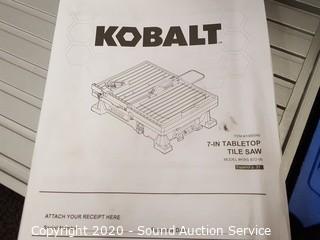 KOBALT
7-IN TABLETOP
TILE SAW
ATTACH YOUR RECEIPT HERE
Copyright 2020 - Sound Auction Service